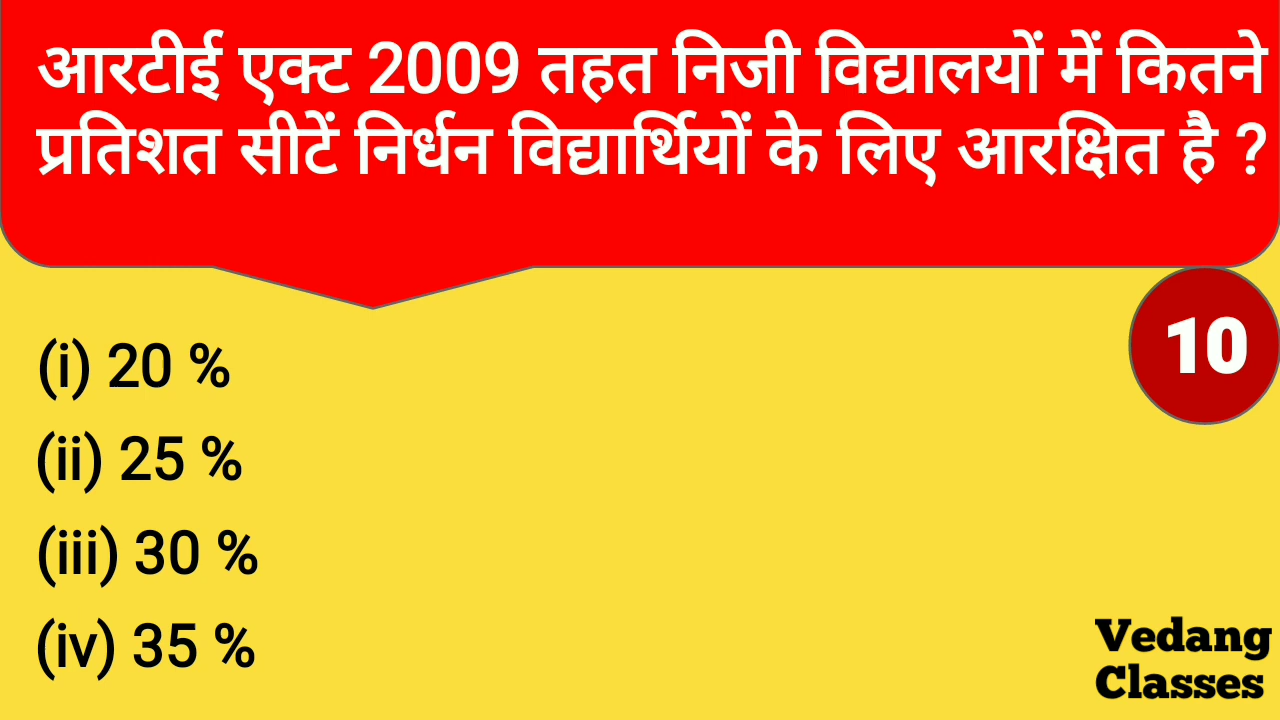 आरटीई एक्ट 2009 तहत निजी विद्यालयों में कितने
प्रतिशत सीटें निर्धन विद्यार्थियों के लिए आरक्षित है ?
10
(i) 20 %
(ii) 25 %
(iii) 30 %
(iv) 35 %
Vedang
Classes